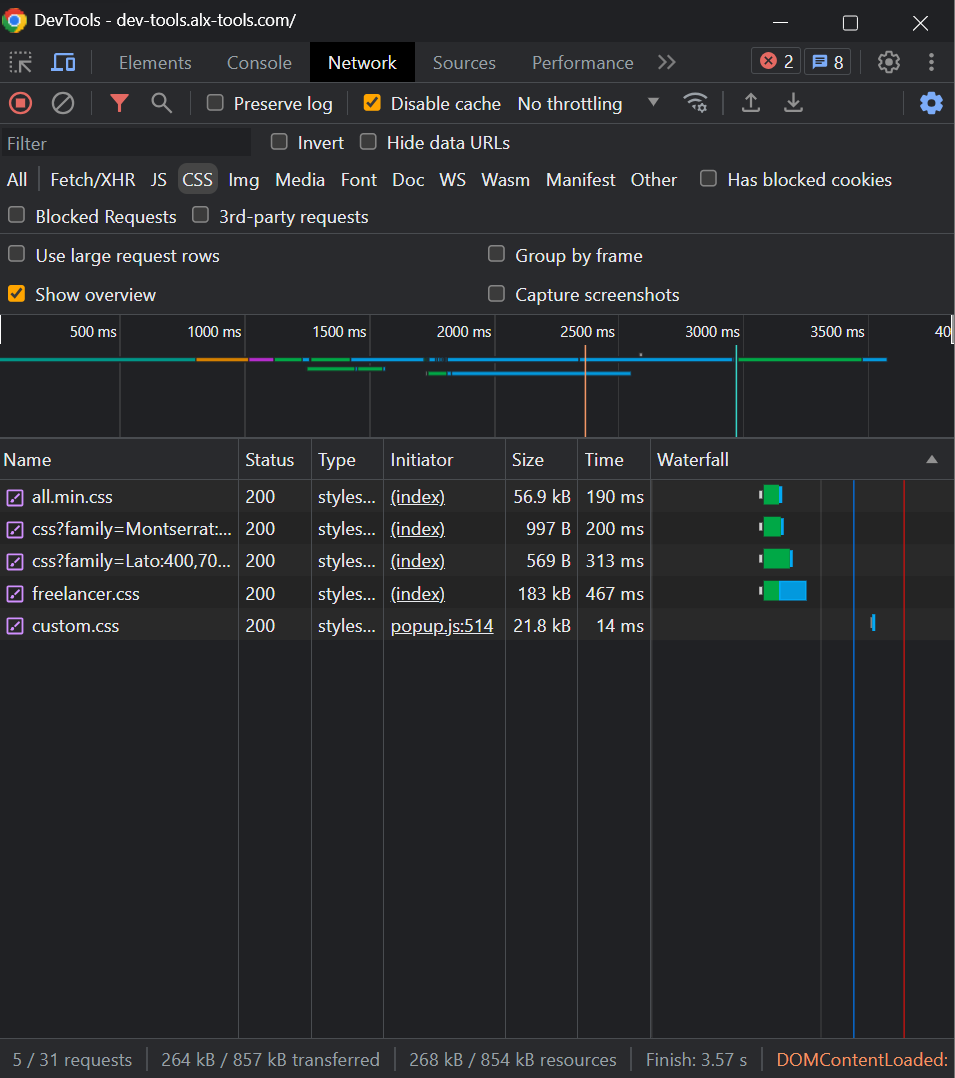 DevTools - dev-tools.alx-tools.com/
Elements Console Network Sources Performance 2 8
Preserve log Disable cache No throttling
Filter Invert Hide data URLs
All Fetch/XHR JS CSS Img Media Font Doc WS Wasm Manifest Other Has blocked cookies
Blocked Requests 3rd-party requests
Use large request rows Group by frame
Show overview Capture screenshots
500 ms 1000 ms 1500 ms 2000 ms 2500 ms 3000 ms 3500 ms 40
Name Status Type Initiator Size Time Waterfall
all.min.css 200 styles... (index) 56.9 kB 190 ms
css?family=Montserrat:... 200 styles... (index) 997 B 200 ms
css?family=Lato:400,70... 200 styles... (index) 569 B 313 ms
freelancer.css 200 styles... (index) 183 kB 467 ms
custom.css 200 styles... popup.js:514 21.8 kB 14 ms
5 / 31 requests 264 kB / 857 kB transferred 268 kB / 854 kB resources Finish: 3.57 s DOMContentLoaded: